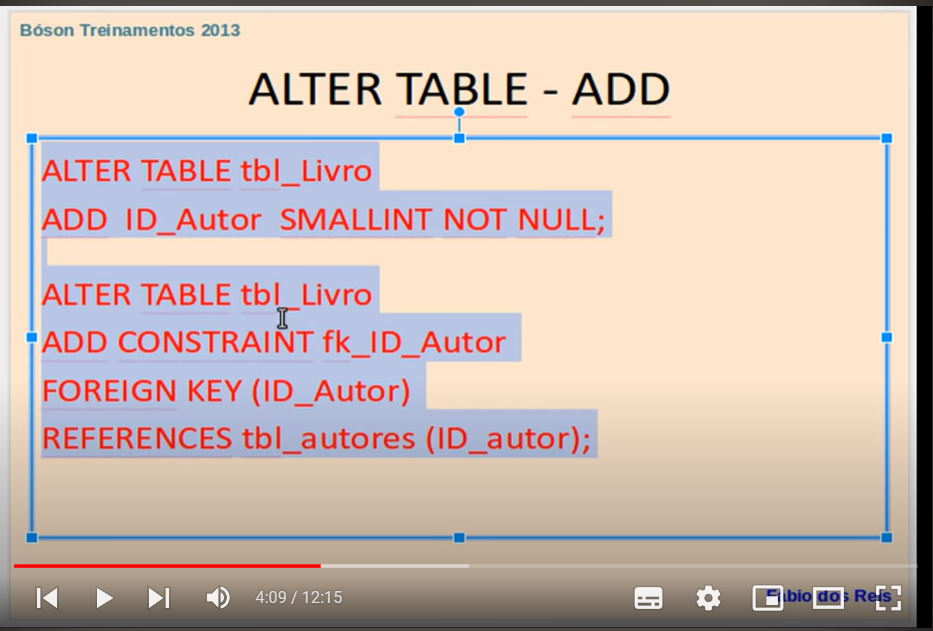 Bóson Treinamentos 2013
ALTER TABLE - ADD
ALTER TABLE tbl_Livro
ADD ID_Autor SMALLINT NOT NULL;
ALTER TABLE tbl_Livro
ADD CONSTRAINT fk_ID_Autor
FOREIGN KEY (ID_Autor)
REFERENCES tbl_autores (ID_autor);
4:09 / 12:15
Fábio dos Reis